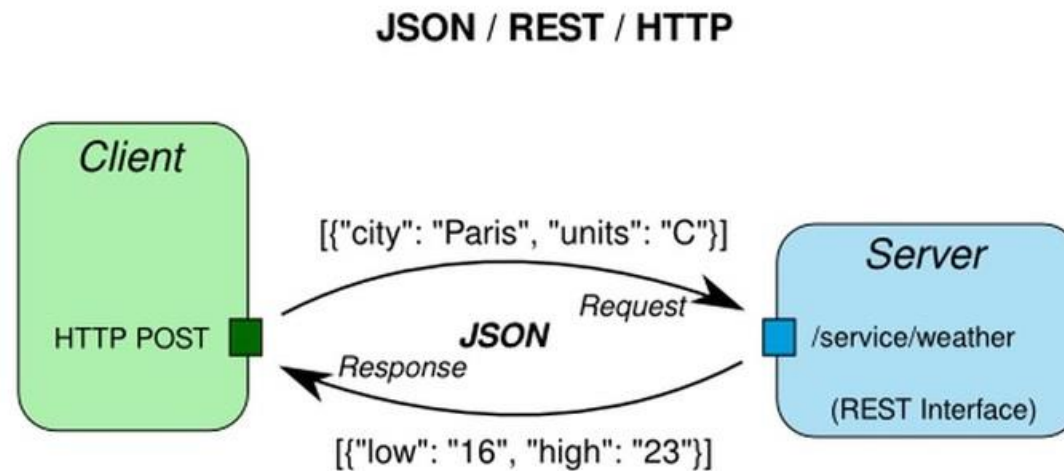 JSON / REST / HTTP
Client
[{"city": "Paris", "units": "C"}]
Server
Request
HTTP POST
JSON
/service/weather
Response
(REST Interface)
[{"low": "16", "high": "23"}]